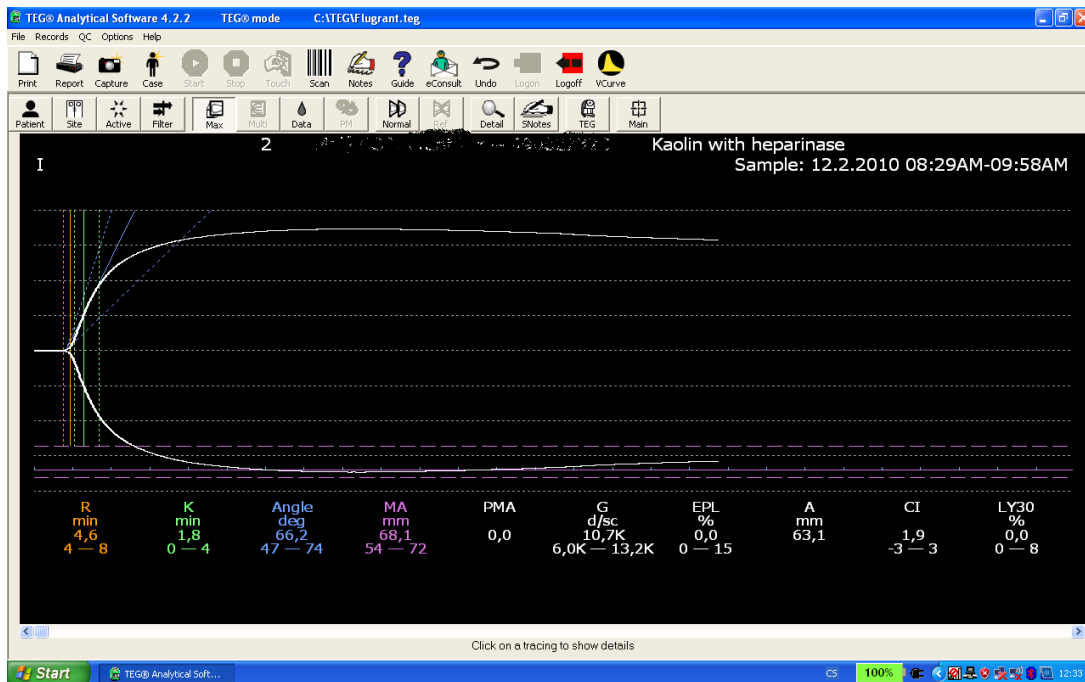 TEG® Analytical Software 4.2.2 TEG® mode C:\TEG\Flugrant.teg
File Records QC Options Help
Print Report Capture Case Start Stop Touch Scan Notes Guide eConsult Undo Logon Logoff VCurve
Patient Site Active Filter Max Multi Data PM Normal Ref Detail SNotes TEG Main
2 Kaolin with heparinase
I Sample: 12.2.2010 08:29AM-09:58AM
R K Angle MA PMA G EPL A CI LY30
min min deg mm d/sc % mm %
4,6 1,8 66,2 68,1 0,0 10,7K 0,0 63,1 1,9 0,0
4 — 8 0 — 4 47 — 74 54 — 72 6,0K — 13,2K 0 — 15 -3 — 3 0 — 8
Click on a tracing to show details
Start TEG® Analytical Soft... CS 100% 12:33